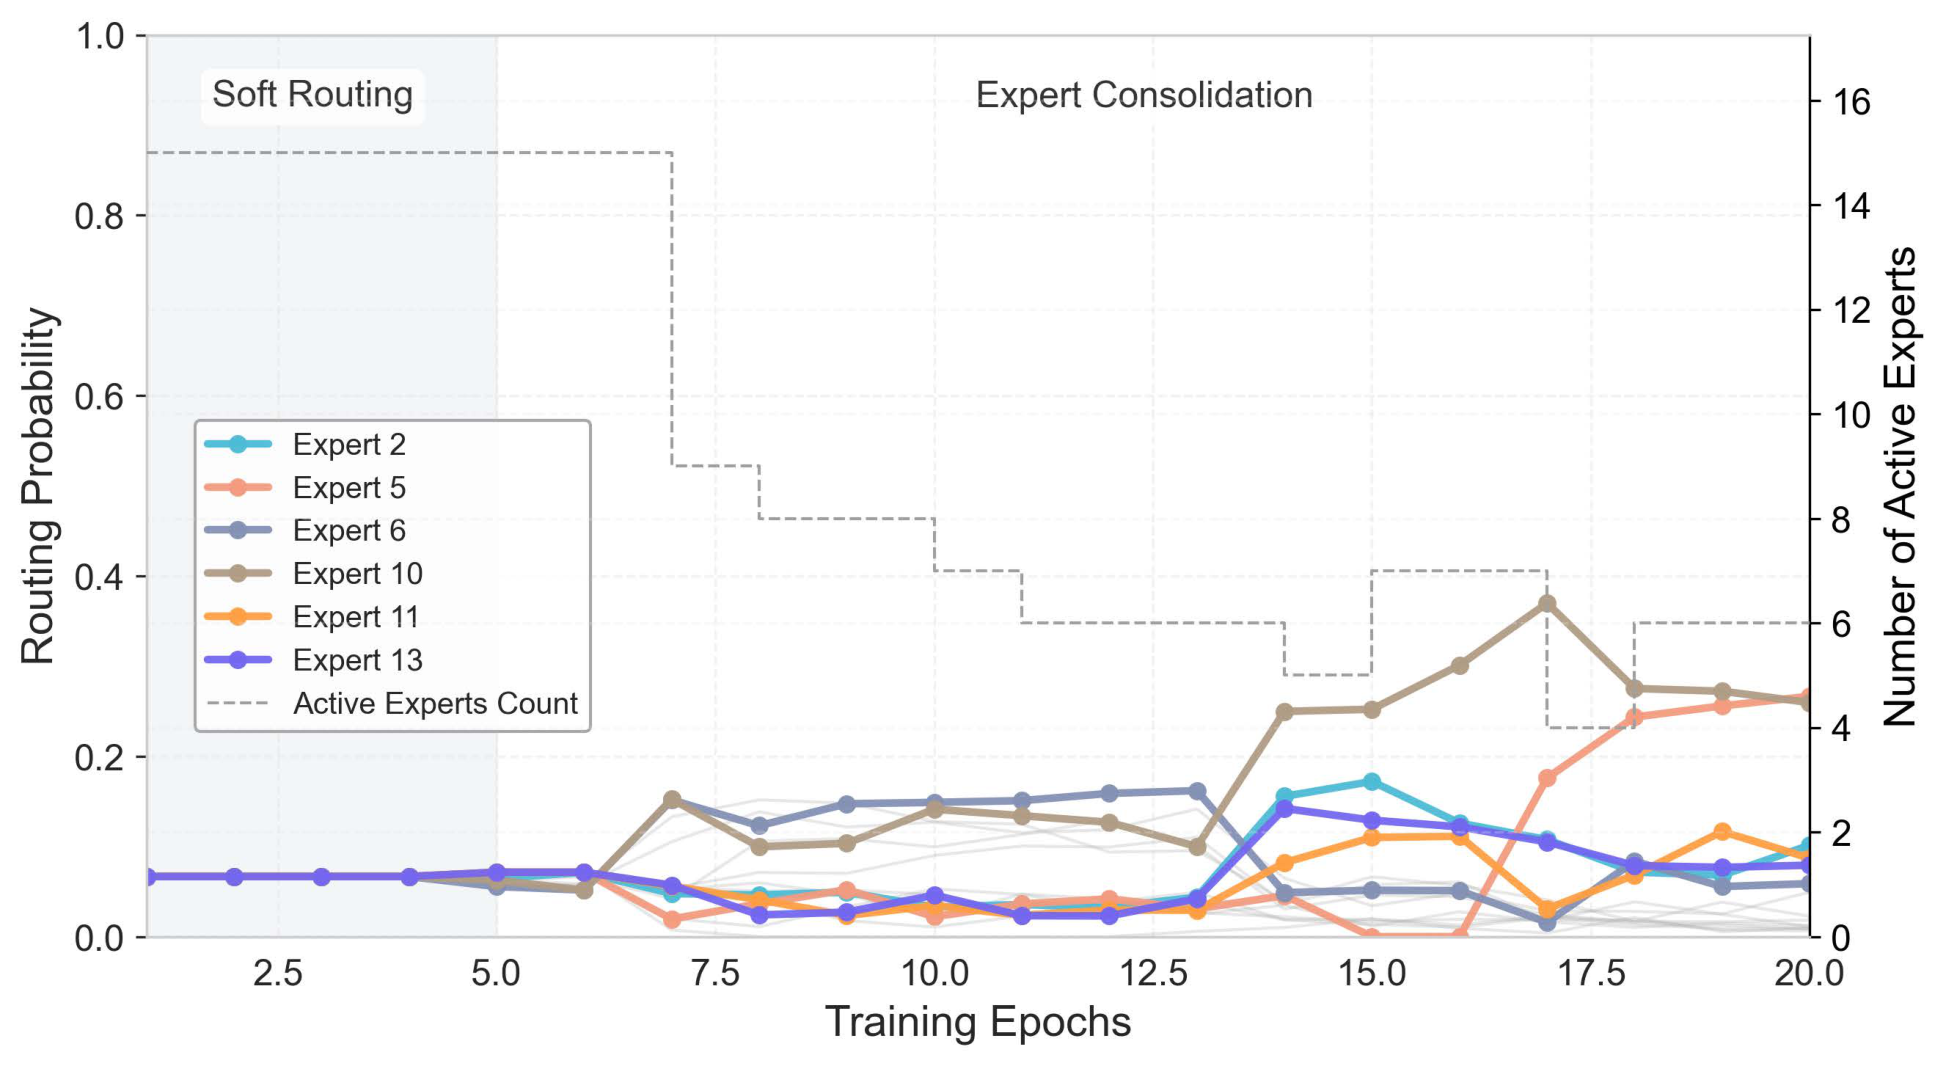 Soft Routing
Expert Consolidation
1.0
0.8
0.6
0.4
0.2
0.0
Routing Probability
16
14
12
10
8
6
4
2
0
Number of Active Experts
Expert 2
Expert 5
Expert 6
Expert 10
Expert 11
Expert 13
Active Experts Count
2.5 5.0 7.5 10.0 12.5 15.0 17.5 20.0
Training Epochs